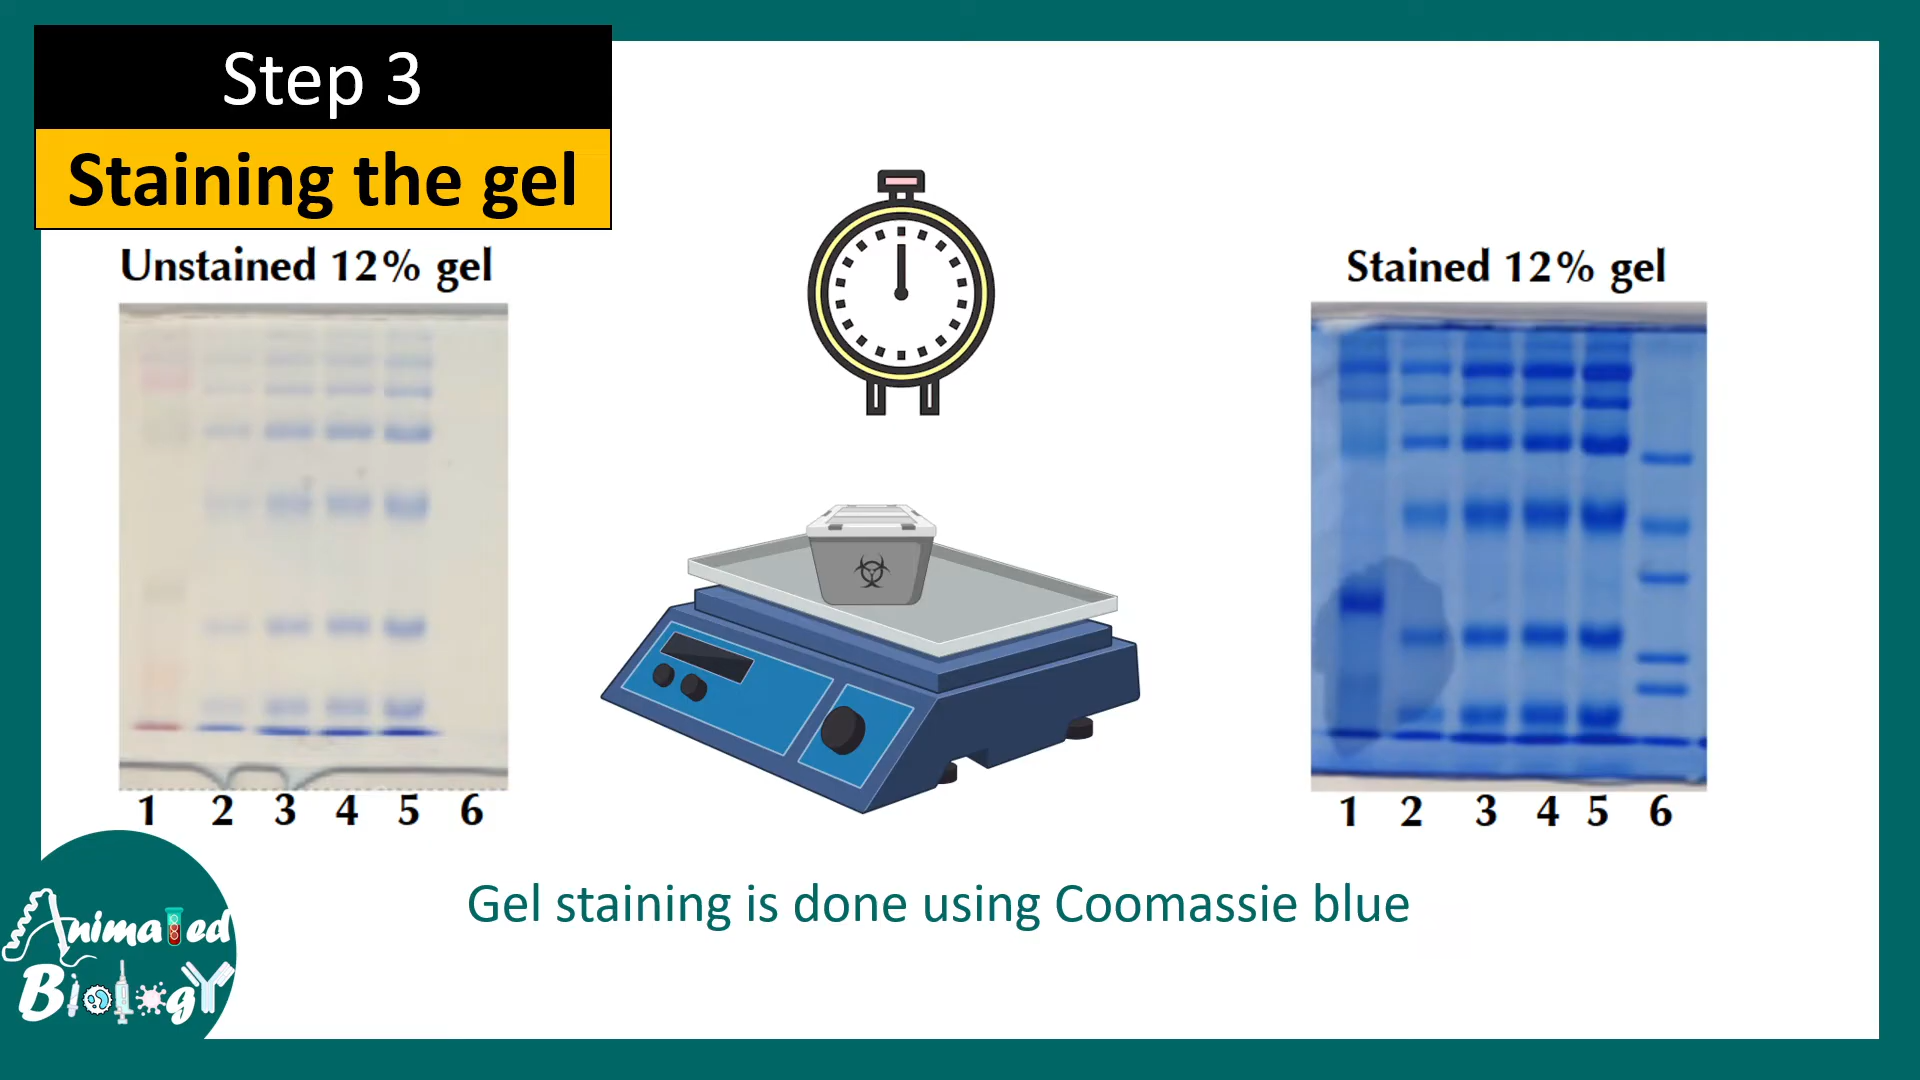 Step 3
Staining the gel
Unstained 12% gel
Stained 12% gel
1 2 3 4 5 6
1 2 3 4 5 6
Gel staining is done using Coomassie blue
Animated
Biology